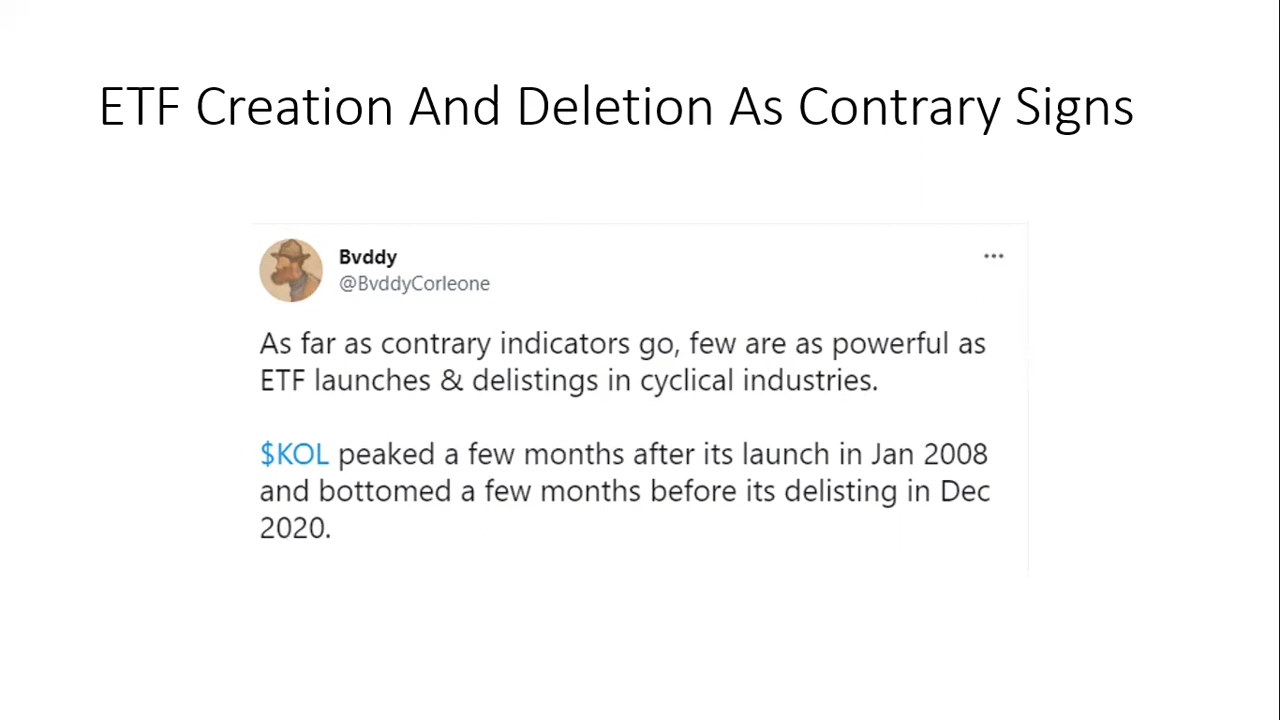 ETF Creation And Deletion As Contrary Signs
Bvddy
@BvddyCorleone
As far as contrary indicators go, few are as powerful as
ETF launches & delistings in cyclical industries.
$KOL peaked a few months after its launch in Jan 2008
and bottomed a few months before its delisting in Dec
2020.